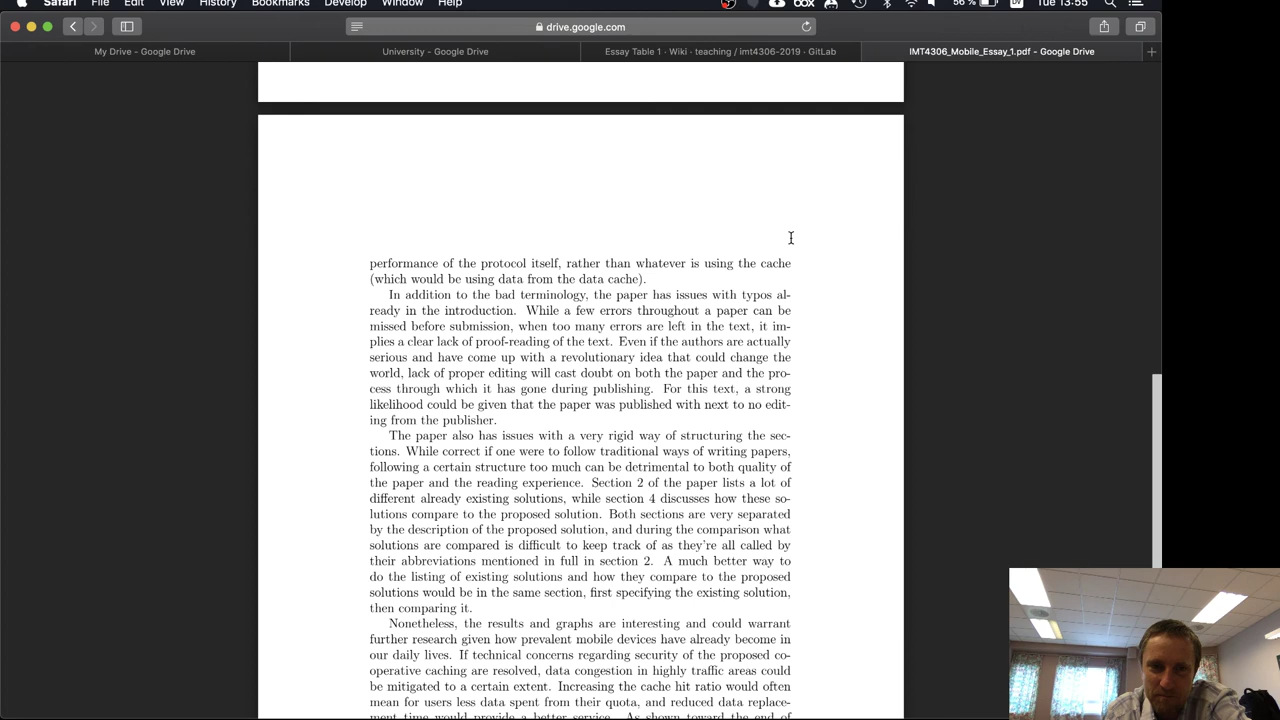 Safari File Edit View History Bookmarks Develop Window Help box 56 % DV Tue 13:55
drive.google.com
My Drive - Google Drive University - Google Drive Essay Table 1 · Wiki · teaching / imt4306-2019 · GitLab IMT4306_Mobile_Essay_1.pdf - Google Drive
performance of the protocol itself, rather than whatever is using the cache
(which would be using data from the data cache).
In addition to the bad terminology, the paper has issues with typos al-
ready in the introduction. While a few errors throughout a paper can be
missed before submission, when too many errors are left in the text, it im-
plies a clear lack of proof-reading of the text. Even if the authors are actually
serious and have come up with a revolutionary idea that could change the
world, lack of proper editing will cast doubt on both the paper and the pro-
cess through which it has gone during publishing. For this text, a strong
likelihood could be given that the paper was published with next to no edit-
ing from the publisher.
The paper also has issues with a very rigid way of structuring the sec-
tions. While correct if one were to follow traditional ways of writing papers,
following a certain structure too much can be detrimental to both quality of
the paper and the reading experience. Section 2 of the paper lists a lot of
different already existing solutions, while section 4 discusses how these so-
lutions compare to the proposed solution. Both sections are very separated
by the description of the proposed solution, and during the comparison what
solutions are compared is difficult to keep track of as they're all called by
their abbreviations mentioned in full in section 2. A much better way to
do the listing of existing solutions and how they compare to the proposed
solutions would be in the same section, first specifying the existing solution,
then comparing it.
Nonetheless, the results and graphs are interesting and could warrant
further research given how prevalent mobile devices have already become in
our daily lives. If technical concerns regarding security of the proposed co-
operative caching are resolved, data congestion in highly traffic areas could
be mitigated to a certain extent. Increasing the cache hit ratio would often
mean for users less data spent from their quota, and reduced data replace-
ment time would provide a better service. As shown toward the end of